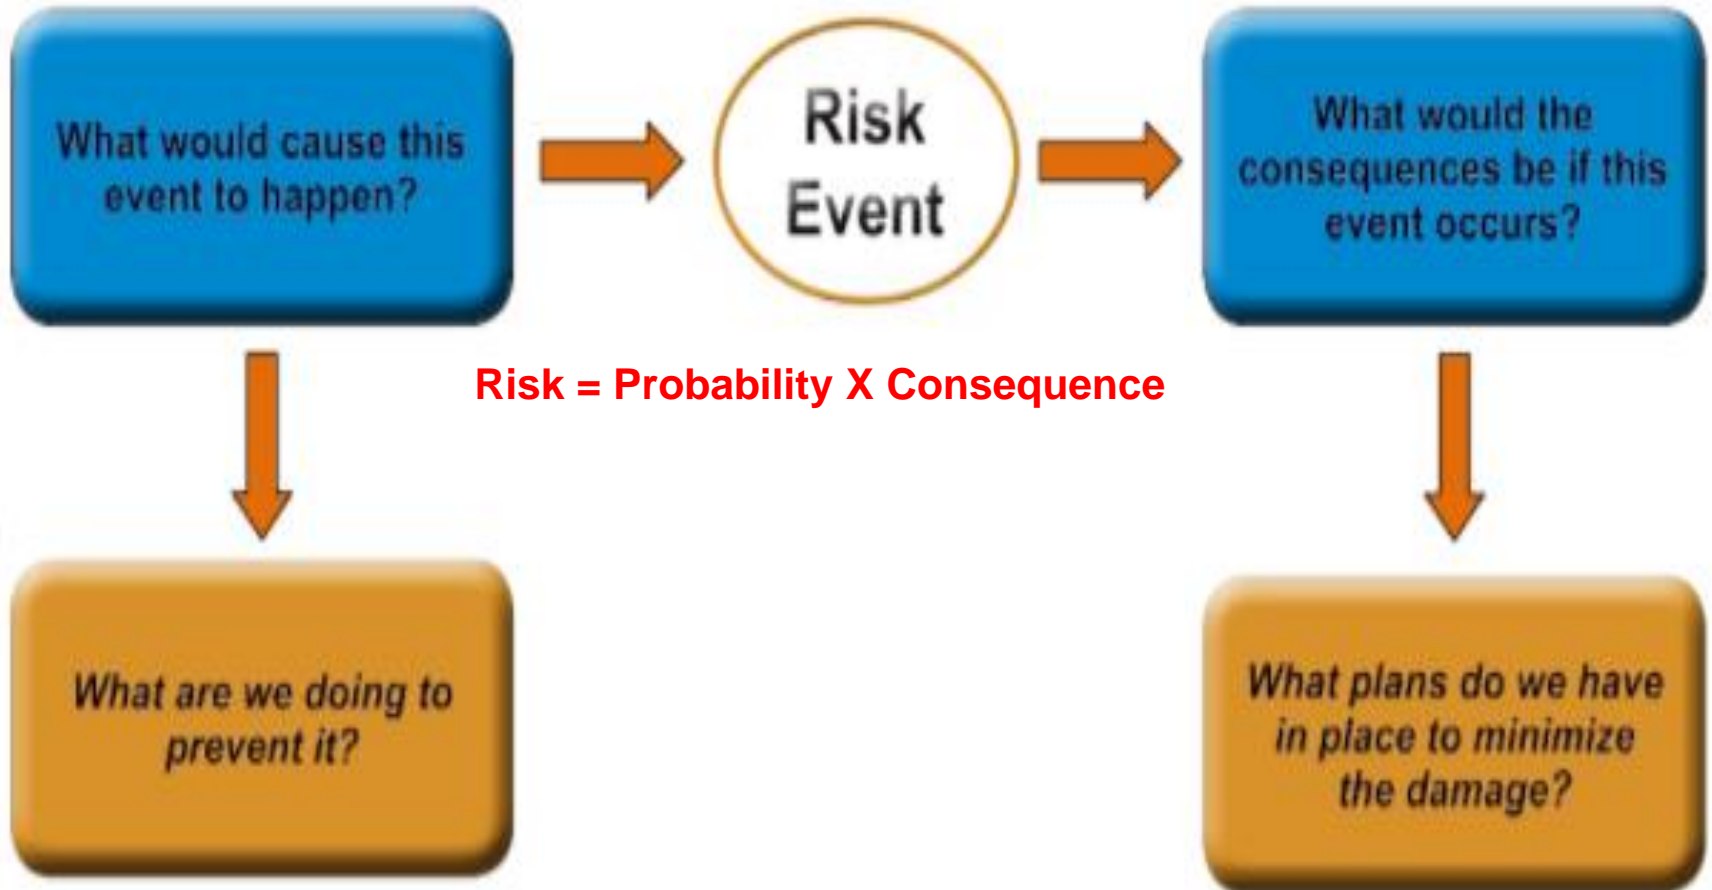 What would cause this
event to happen?
Risk
Event
What would the
consequences be if this
event occurs?
Risk = Probability X Consequence
What are we doing to
prevent it?
What plans do we have
in place to minimize
the damage?